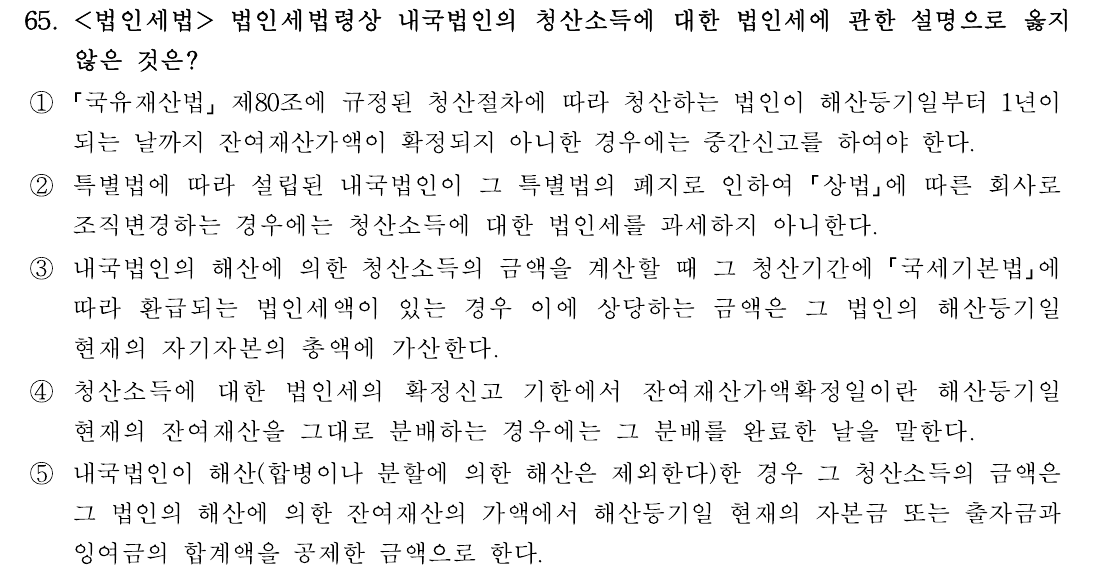 65. <법인세법> 법인세법령상 내국법인의 청산소득에 대한 법인세에 관한 설명으로 옳지
않은 것은?
① 「국유재산법」 제80조에 규정된 청산절차에 따라 청산하는 법인이 해산등기일부터 1년이
되는 날까지 잔여재산가액이 확정되지 아니한 경우에는 중간신고를 하여야 한다.
② 특별법에 따라 설립된 내국법인이 그 특별법의 폐지로 인하여 「상법」에 따른 회사로
조직변경하는 경우에는 청산소득에 대한 법인세를 과세하지 아니한다.
③ 내국법인의 해산에 의한 청산소득의 금액을 계산할 때 그 청산기간에 「국세기본법」에
따라 환급되는 법인세액이 있는 경우 이에 상당하는 금액은 그 법인의 해산등기일
현재의 자기자본의 총액에 가산한다.
④ 청산소득에 대한 법인세의 확정신고 기한에서 잔여재산가액확정일이란 해산등기일
현재의 잔여재산을 그대로 분배하는 경우에는 그 분배를 완료한 날을 말한다.
⑤ 내국법인이 해산(합병이나 분할에 의한 해산은 제외한다)한 경우 그 청산소득의 금액은
그 법인의 해산에 의한 잔여재산의 가액에서 해산등기일 현재의 자본금 또는 출자금과
잉여금의 합계액을 공제한 금액으로 한다.